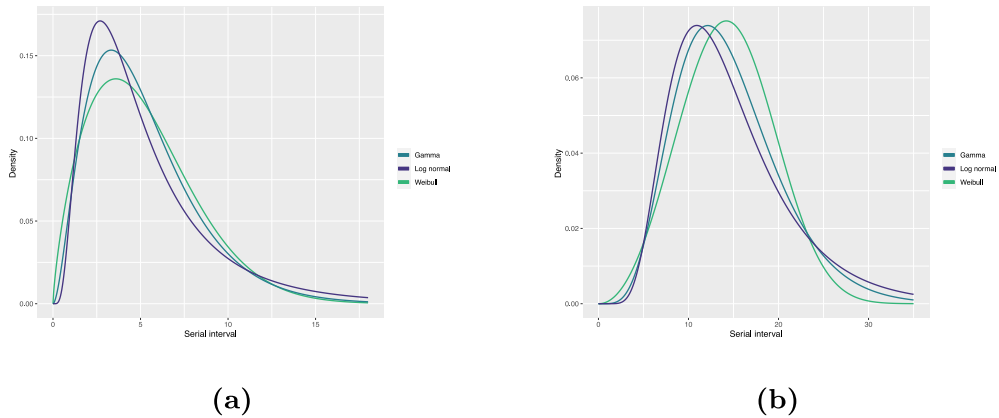 0.15
0.10
0.05
0.00
Density
0
5
10
15
Serial interval
Gamma
Log normal
Weibull
(a)
0.06
0.04
0.02
0.00
Density
0
10
20
30
Serial interval
Gamma
Log normal
Weibull
(b)